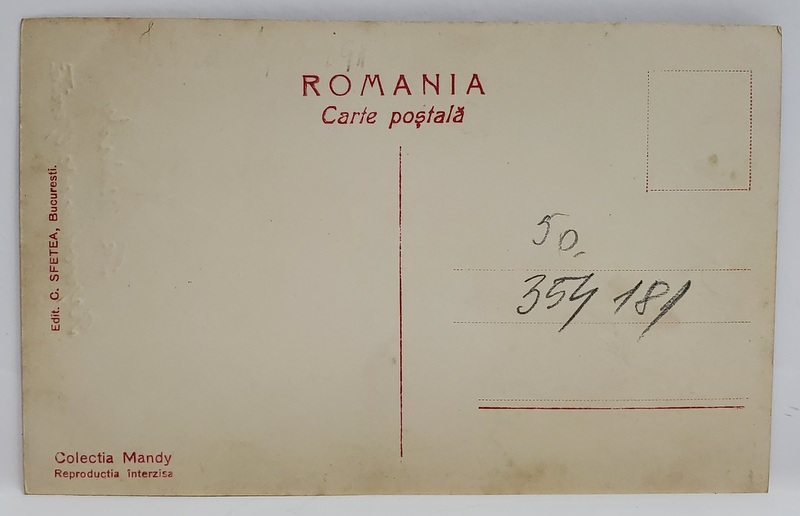 ROMANIA
Carte poștală
Edit. C. SFETEA, Bucuresti.
50.
354 181
Colectia Mandy
Reproductia interzisa